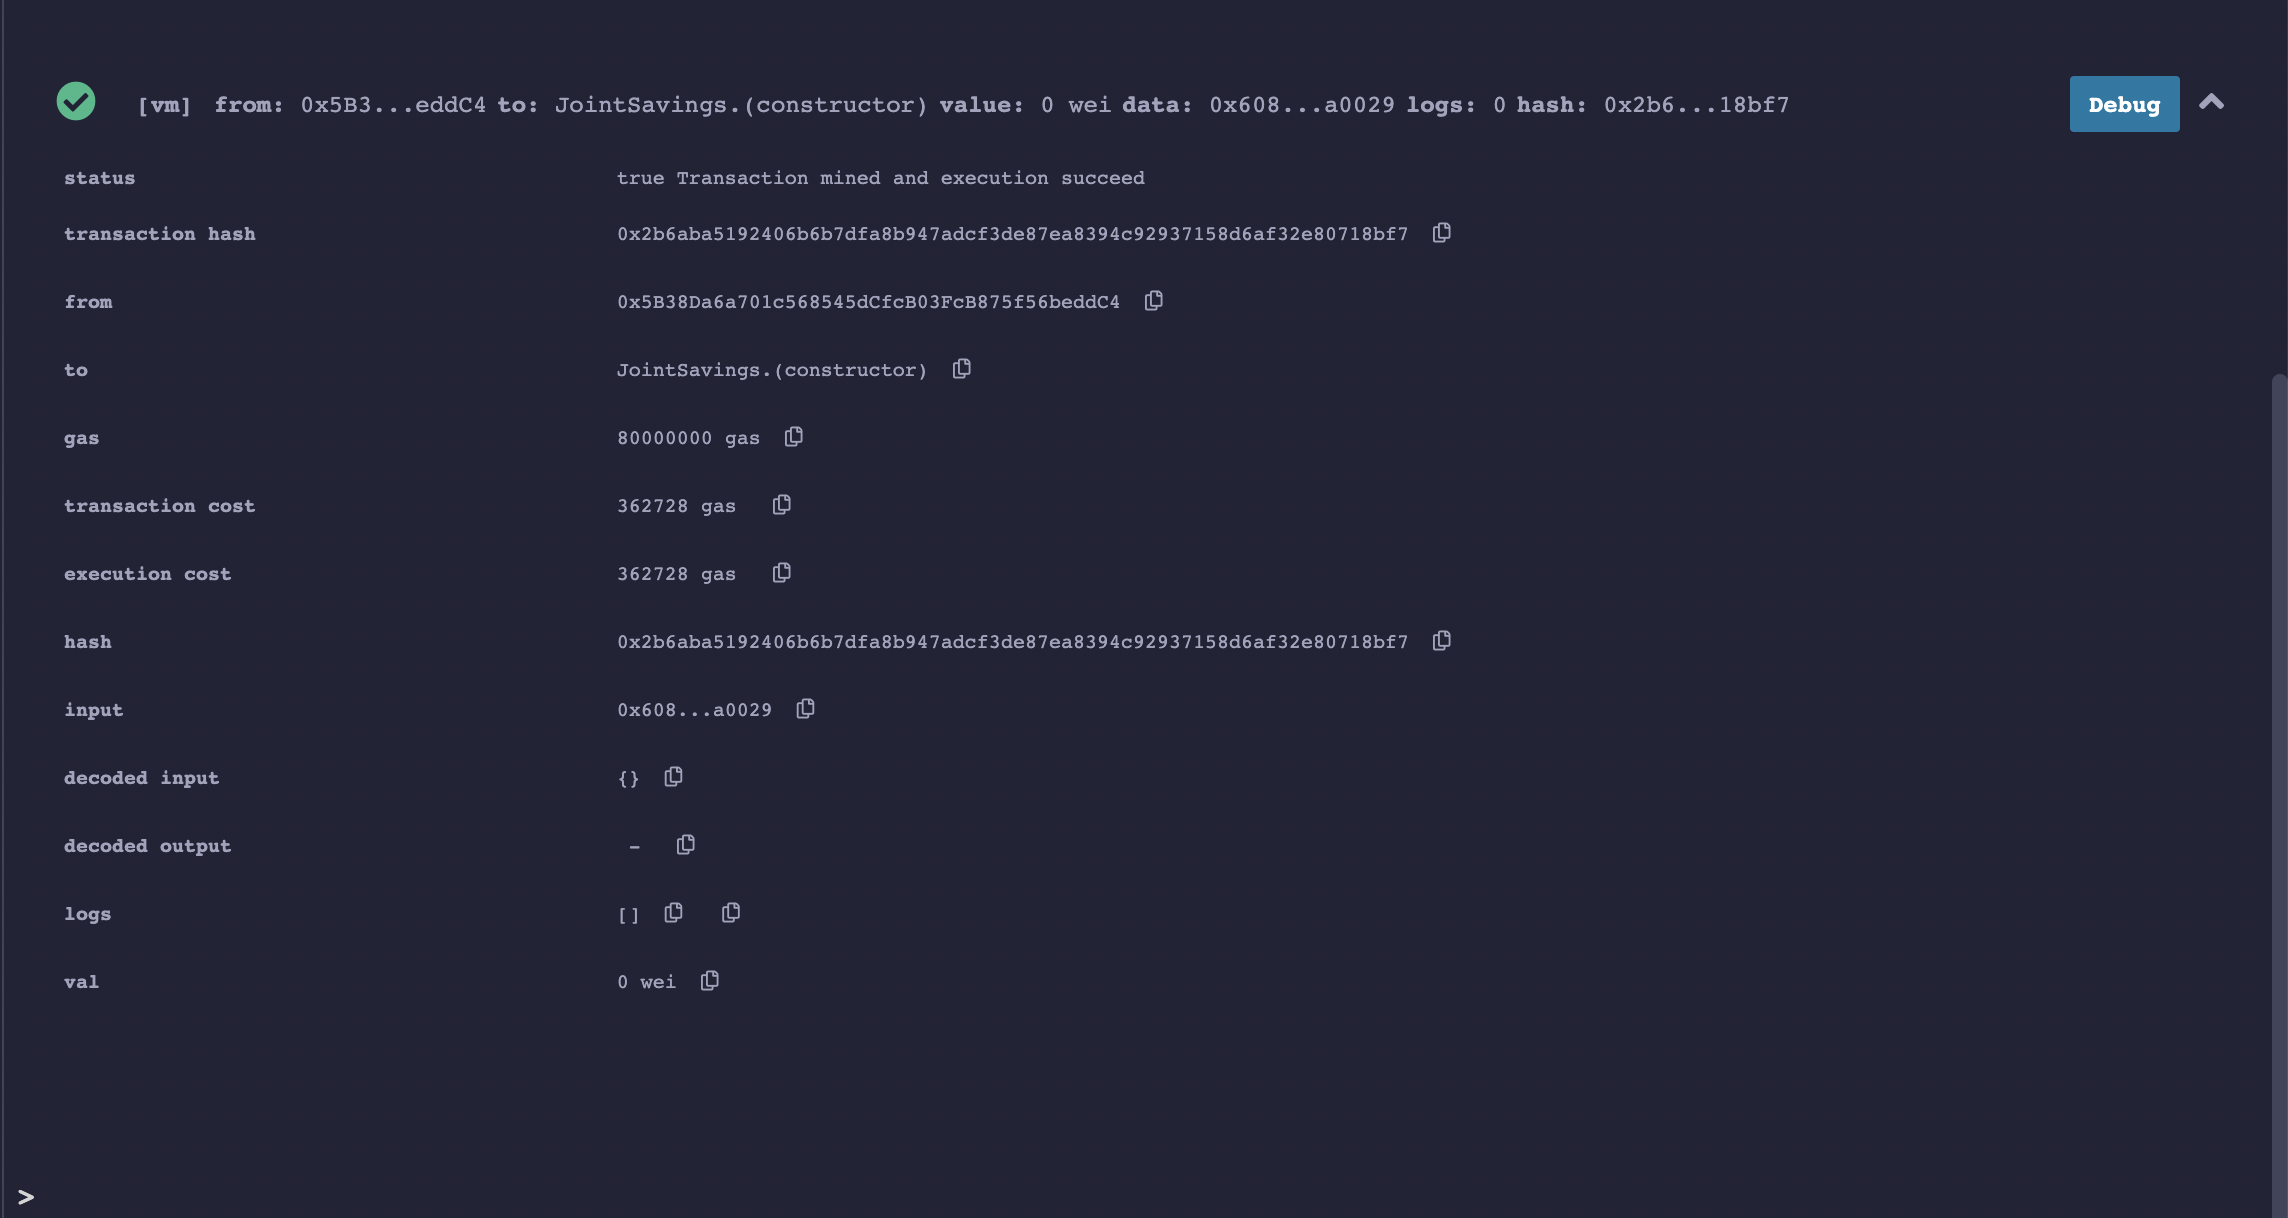 [vm] from: 0x5B3...eddC4 to: JointSavings.(constructor) value: 0 wei data: 0x608...a0029 logs: 0 hash: 0x2b6...18bf7 Debug
status true Transaction mined and execution succeed
transaction hash 0x2b6aba5192406b6b7dfa8b947adcf3de87ea8394c92937158d6af32e80718bf7
from 0x5B38Da6a701c568545dCfcB03FcB875f56beddC4
to JointSavings.(constructor)
gas 80000000 gas
transaction cost 362728 gas
execution cost 362728 gas
hash 0x2b6aba5192406b6b7dfa8b947adcf3de87ea8394c92937158d6af32e80718bf7
input 0x608...a0029
decoded input {}
decoded output -
logs []
val 0 wei
>